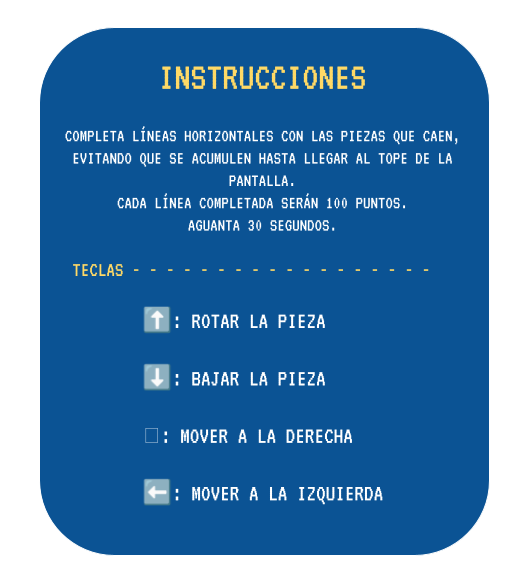 INSTRUCCIONES
COMPLETA LÍNEAS HORIZONTALES CON LAS PIEZAS QUE CAEN,
EVITANDO QUE SE ACUMULEN HASTA LLEGAR AL TOPE DE LA
PANTALLA.
CADA LÍNEA COMPLETADA SERÁN 100 PUNTOS.
AGUANTA 30 SEGUNDOS.
TECLAS - - - - - - - - - - - - - - - - - -
⬆️: ROTAR LA PIEZA
⬇️: BAJAR LA PIEZA
□: MOVER A LA DERECHA
⬅️: MOVER A LA IZQUIERDA